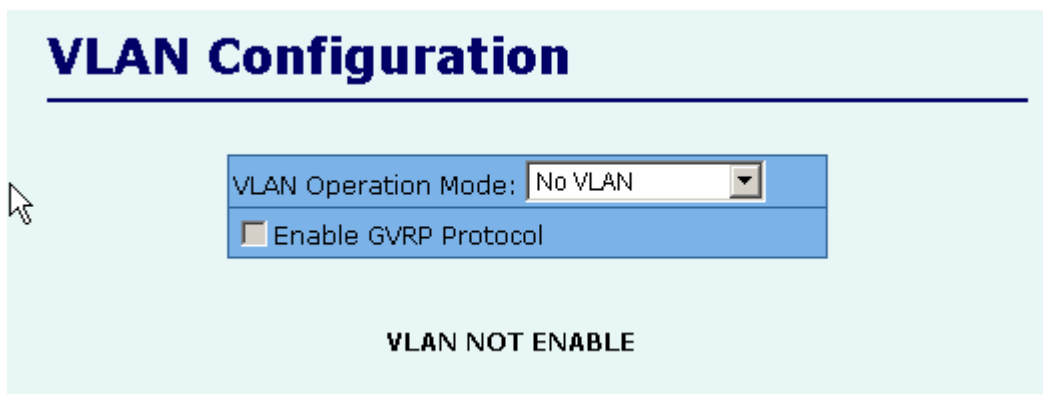 VLAN Configuration
VLAN Operation Mode: No VLAN
Enable GVRP Protocol
VLAN NOT ENABLE